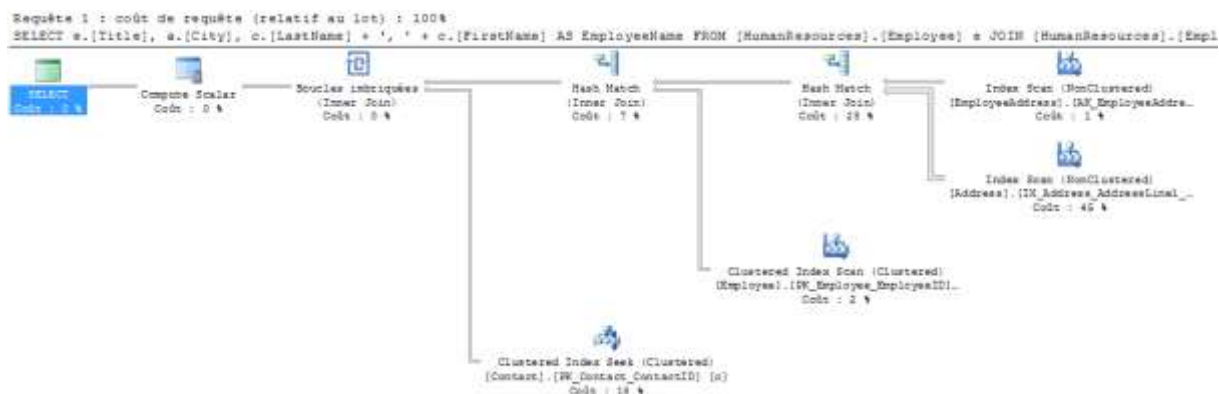 Requête 1 : coût de requête (relatif au lot) : 100%
SELECT e.[Title], a.[City], c.[LastName] + ', ' + c.[FirstName] AS EmployeeName FROM [HumanResources].[Employee] e JOIN [HumanResources].[Empl
SELECT
Coût : 0 %
Compute Scalar
Coût : 0 %
Boucles imbriquées
(Inner Join)
Coût : 0 %
Hash Match
(Inner Join)
Coût : 7 %
Hash Match
(Inner Join)
Coût :
Index Scan (NonClustered)
[EmployeeAddress].[AK_EmployeeAddre…
Coût : 1 %
Index Scan (NonClustered)
[Address].[IX_Address_AddressLine1_…
Coût :
Clustered Index Scan (Clustered)
[Employee].[PK_Employee_EmployeeID]…
Coût : 2 %
Clustered Index Seek (Clustered)
[Contact].[PK_Contact_ContactID] [c]
Coût :